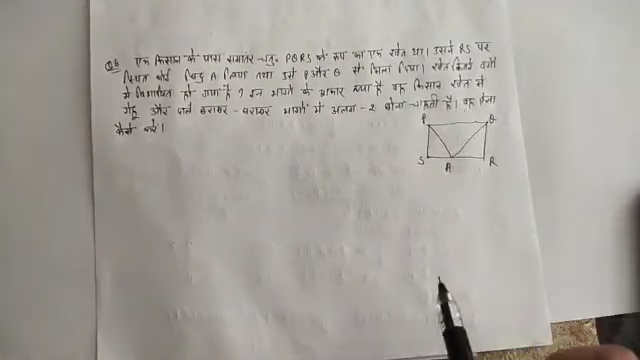 Q6 एक किसान के पास समांतर चतु. PQRS के रूप का एक खेत था। उसने RS पर
स्थित कोई बिंदु A लिया तथा उसे P और Q से मिला दिया। खेत कितने भागों
में विभाजित हो गया है ? इन भागों के आकार क्या हैं वह किसान खेत में
गेहूँ और दालें बराबर - बराबर भागों में अलग - 2 बोना चाहती है। वह ऐसा
कैसे करे।
P Q
S A R